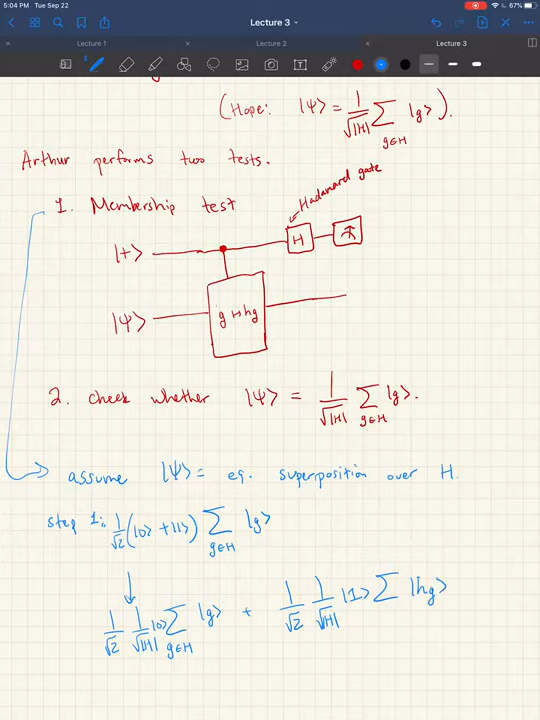 5:04 PM Tue Sep 22
67%
Lecture 3
Lecture 1
Lecture 2
Lecture 3
(Hope: |Ψ⟩ = 1/√|H| ∑_{g∈H} |g⟩).
Arthur performs two tests.
1. Membership test
Hadamard gate
|+⟩
H
|Ψ⟩
g ↦ hg
2. check whether |Ψ⟩ = 1/√|H| ∑_{g∈H} |g⟩.
assume |Ψ⟩ = eq. superposition over H.
step 1: 1/√2 (|0⟩ + |1⟩) ∑_{g∈H} |g⟩
1/√2 1/√|H| |0⟩ ∑_{g∈H} |g⟩ + 1/√2 1/√|H| |1⟩ ∑ |hg⟩